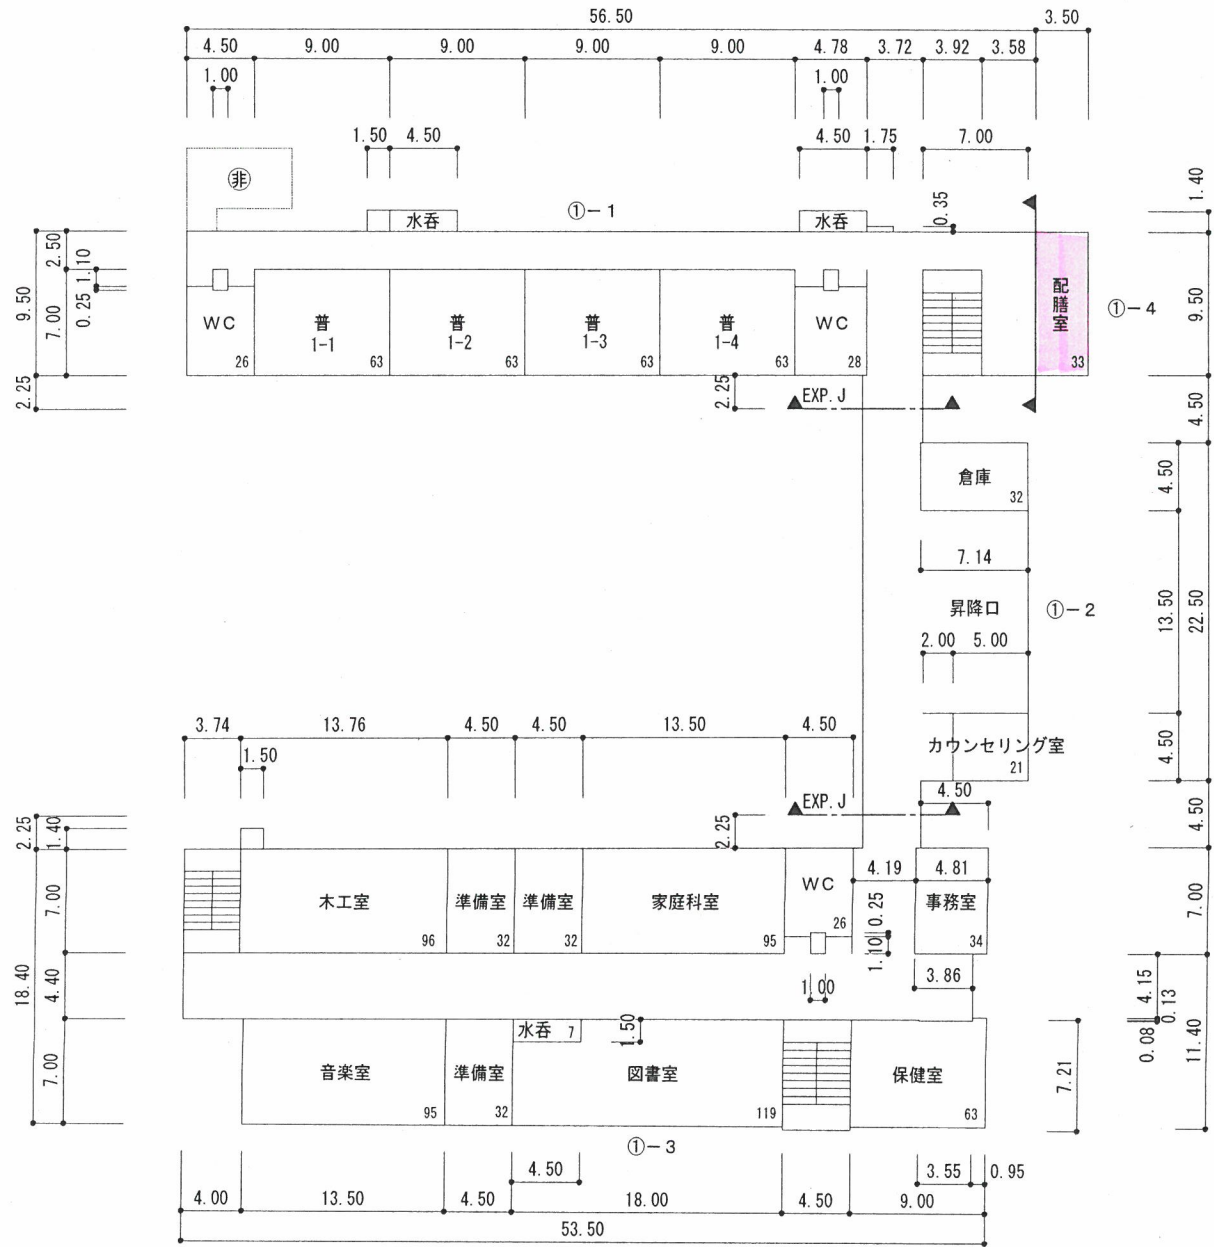 56.50 3.50
4.50 9.00 9.00 9.00 9.00 4.78 3.72 3.92 3.58
1.00 1.00
1.50 4.50 4.50 1.75 7.00
㊀
水呑 ①-1 水呑 0.35 1.40
2.50 1.10
9.50 7.00 0.25
WC 普 普 普 普 WC 配膳室 ①-4 9.50
1-1 1-2 1-3 1-4
26 63 63 63 63 28 33
2.25 2.25 EXP.J 4.50
倉庫 4.50
32
7.14
昇降口 ①-2 13.50 22.50
2.00 5.00
3.74 13.76 4.50 4.50 13.50 4.50
カウンセリング室 4.50
1.50 21
EXP.J 4.50
2.25 1.40 2.25 4.50
4.19 4.81
WC
7.00 木工室 準備室 準備室 家庭科室 0.25 事務室 7.00
96 32 32 95 26 34
1.10
18.40 4.40 1.00 3.86 4.15 0.13
水呑 7 1.50 0.08
7.00 音楽室 準備室 図書室 保健室 7.21 11.40
95 32 119 63
①-3
4.50 3.55 0.95
4.00 13.50 4.50 18.00 4.50 9.00
53.50